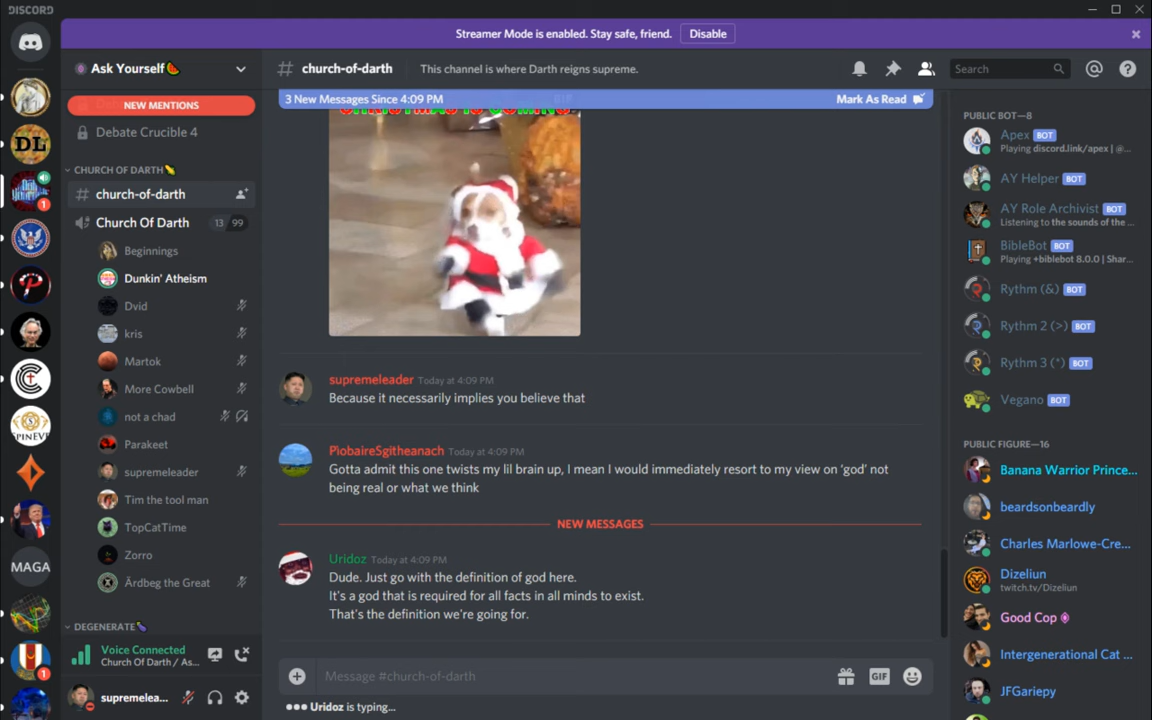 DISCORD
Streamer Mode is enabled. Stay safe, friend.
Disable
Ask Yourself🍉
NEW MENTIONS
Debate Crucible 4
CHURCH OF DARTH🌽
church-of-darth
Church Of Darth
13 99
Beginnings
Dunkin' Atheism
Dvid
kris
Martok
More Cowbell
not a chad
Parakeet
supremeleader
Tim the tool man
TopCatTime
Zorro
Ärdbeg the Great
DEGENERATE🍆
Voice Connected
Church Of Darth / As...
supremelea...
DL
MAGA
1
1
# church-of-darth
This channel is where Darth reigns supreme.
Search
3 New Messages Since 4:09 PM
Mark As Read
supremeleader Today at 4:09 PM
Because it necessarily implies you believe that
PìobaireSgitheanach Today at 4:09 PM
Gotta admit this one twists my lil brain up, I mean I would immediately resort to my view on ‘god’ not
being real or what we think
NEW MESSAGES
Uridoz Today at 4:09 PM
Dude. Just go with the definition of god here.
It's a god that is required for all facts in all minds to exist.
That's the definition we're going for.
Message #church-of-darth
GIF
Uridoz is typing...
PUBLIC BOT—8
Apex BOT
Playing discord.link/apex | @...
AY Helper BOT
AY Role Archivist BOT
Listening to the sounds of the ...
BibleBot BOT
Playing +biblebot 8.0.0 | Shar...
Rythm (&) BOT
Rythm 2 (>) BOT
Rythm 3 (*) BOT
Vegano BOT
PUBLIC FIGURE—16
Banana Warrior Prince...
beardsonbeardly
Charles Marlowe-Cre...
Dizeliun
twitch.tv/Dizeliun
Good Cop
Intergenerational Cat ...
JFGariepy